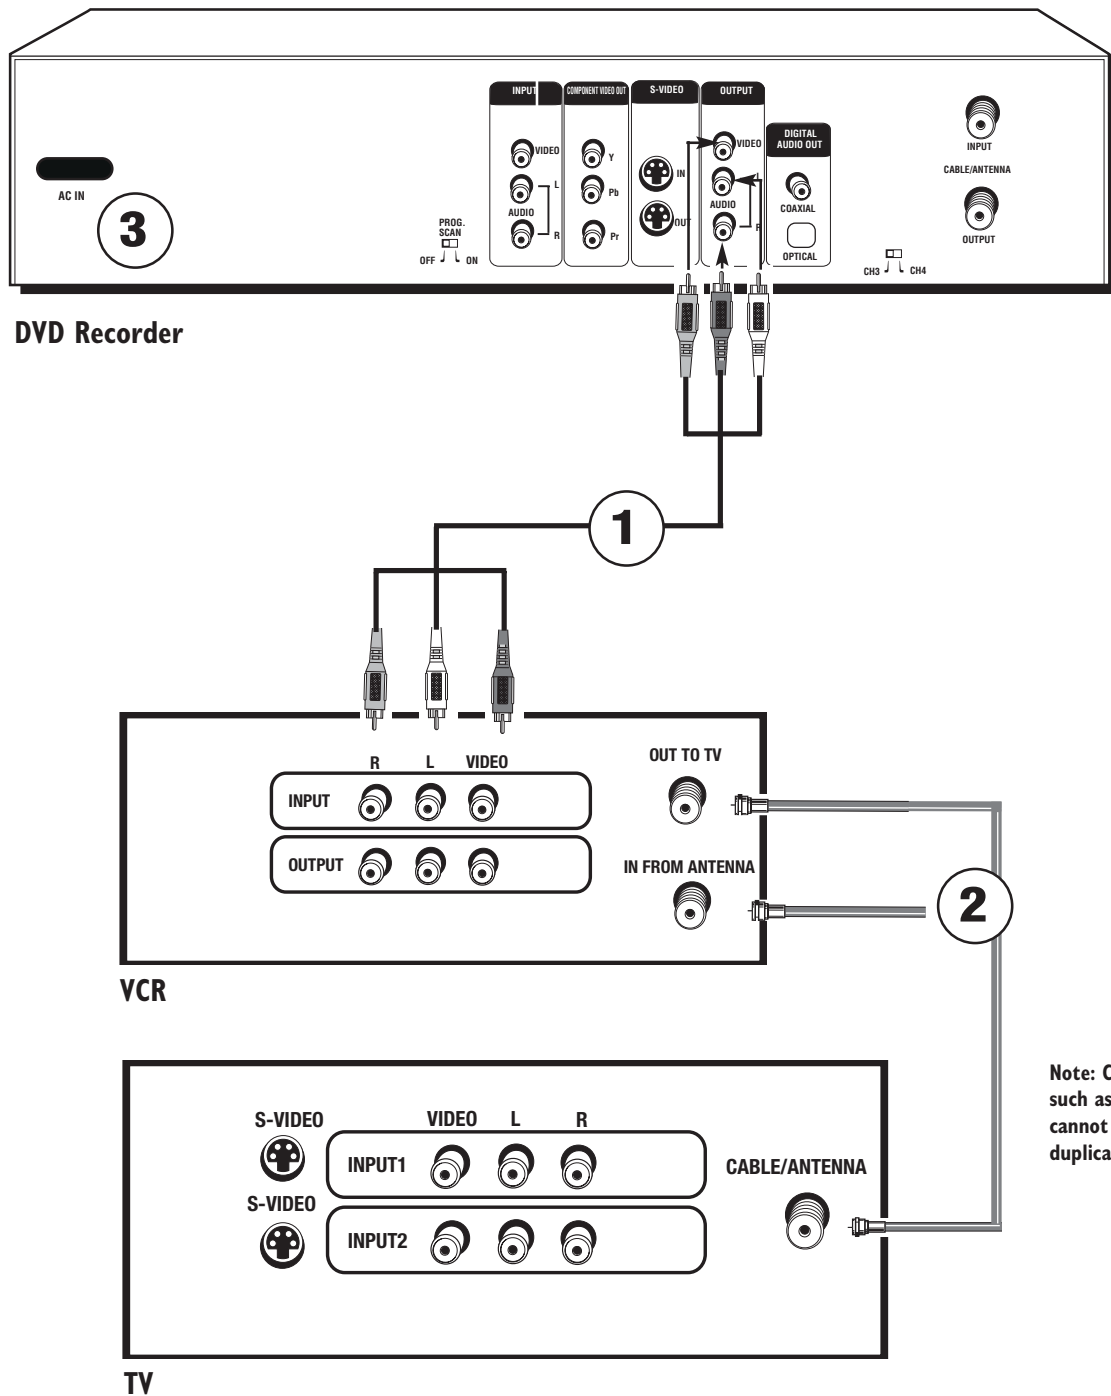 INPUT
COMPONENT VIDEO OUT
S-VIDEO
OUTPUT
DIGITAL
AUDIO OUT
VIDEO
L
AUDIO
R
Y
Pb
Pr
IN
OUT
VIDEO
L
AUDIO
R
COAXIAL
OPTICAL
INPUT
CABLE/ANTENNA
OUTPUT
AC IN
3
PROG.
SCAN
OFF ON
CH3 CH4
DVD Recorder
1
R L VIDEO
INPUT
OUTPUT
OUT TO TV
IN FROM ANTENNA
2
VCR
Note: C
such as
cannot
duplica
S-VIDEO
VIDEO L R
INPUT1
S-VIDEO
INPUT2
CABLE/ANTENNA
TV